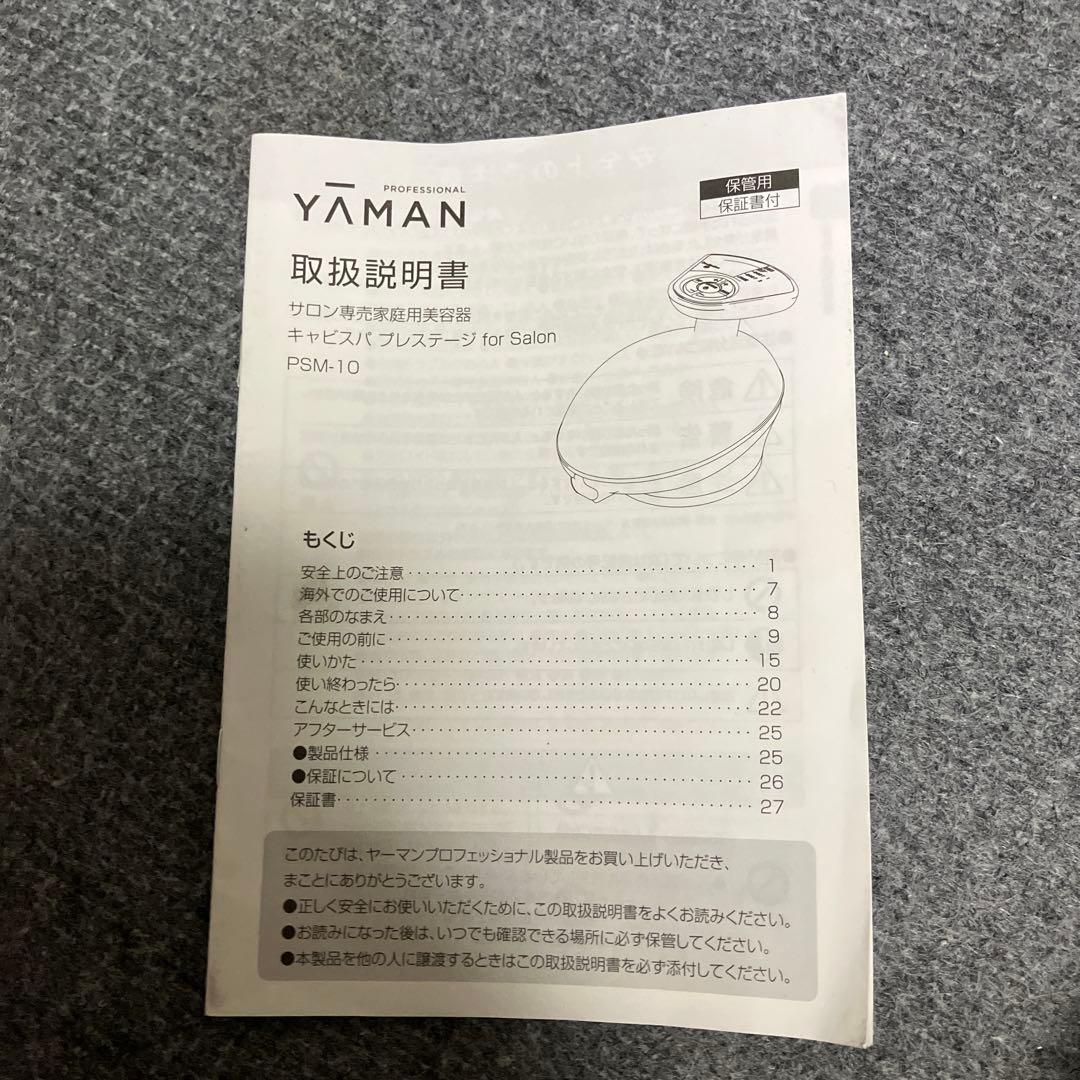 PROFESSIONAL
YĀMAN
保管用
保証書付
取扱説明書
サロン専売家庭用美容器
キャビスパ プレステージ for Salon
PSM-10
もくじ
安全上のご注意 1
海外でのご使用について 7
各部のなまえ 8
ご使用の前に 9
使いかた 15
使い終わったら 20
こんなときには 22
アフターサービス 25
●製品仕様 25
●保証について 26
保証書 27
このたびは、ヤーマンプロフェッショナル製品をお買い上げいただき、
まことにありがとうございます。
●正しく安全にお使いいただくために、この取扱説明書をよくお読みください。
●お読みになった後は、いつでも確認できる場所に必ず保管してください。
●本製品を他の人に譲渡するときはこの取扱説明書を必ず添付してください。